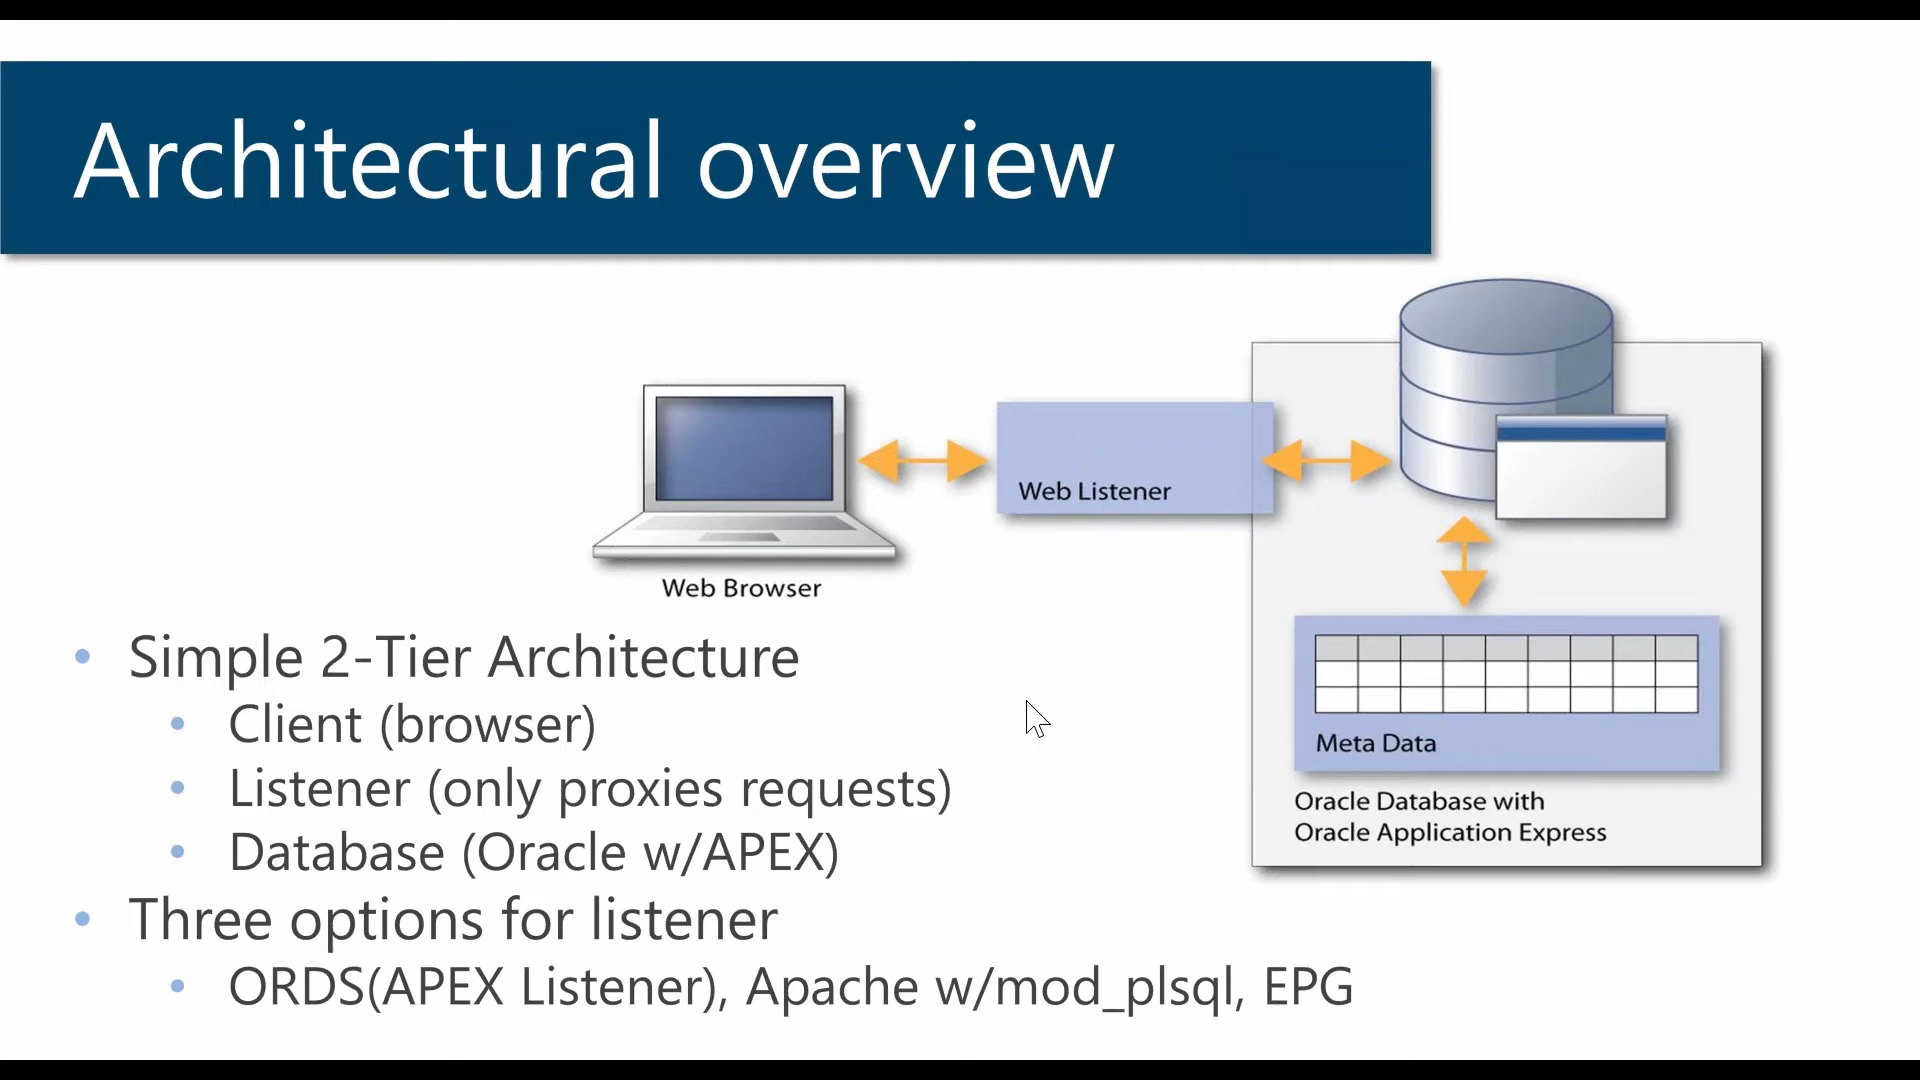 Architectural overview
Web Listener
Web Browser
Meta Data
Oracle Database with
Oracle Application Express
• Simple 2-Tier Architecture
• Client (browser)
• Listener (only proxies requests)
• Database (Oracle w/APEX)
• Three options for listener
• ORDS(APEX Listener), Apache w/mod_plsql, EPG